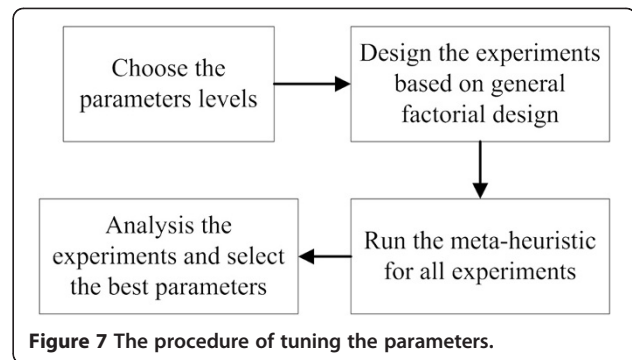 Choose the
parameters levels
Design the experiments
based on general
factorial design
Run the meta-heuristic
for all experiments
Analysis the
experiments and select
the best parameters
Figure 7 The procedure of tuning the parameters.